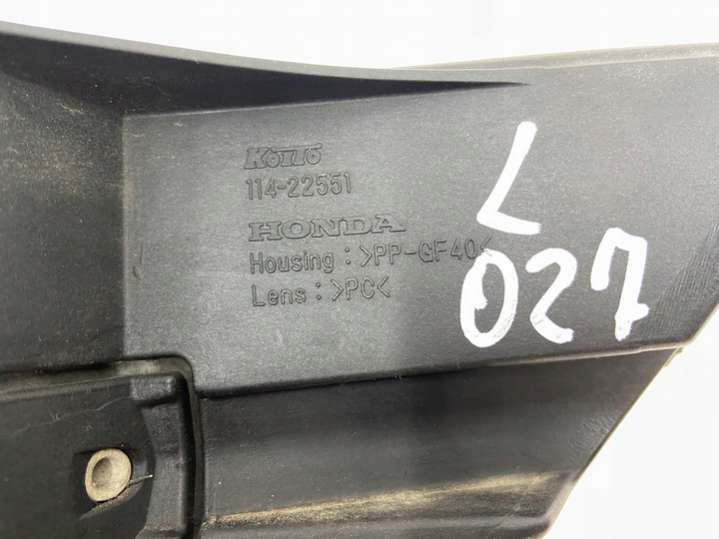 KOITO
114-22551
HONDA
Housing : >PP-GF40<
Lens : >PC<
L
027